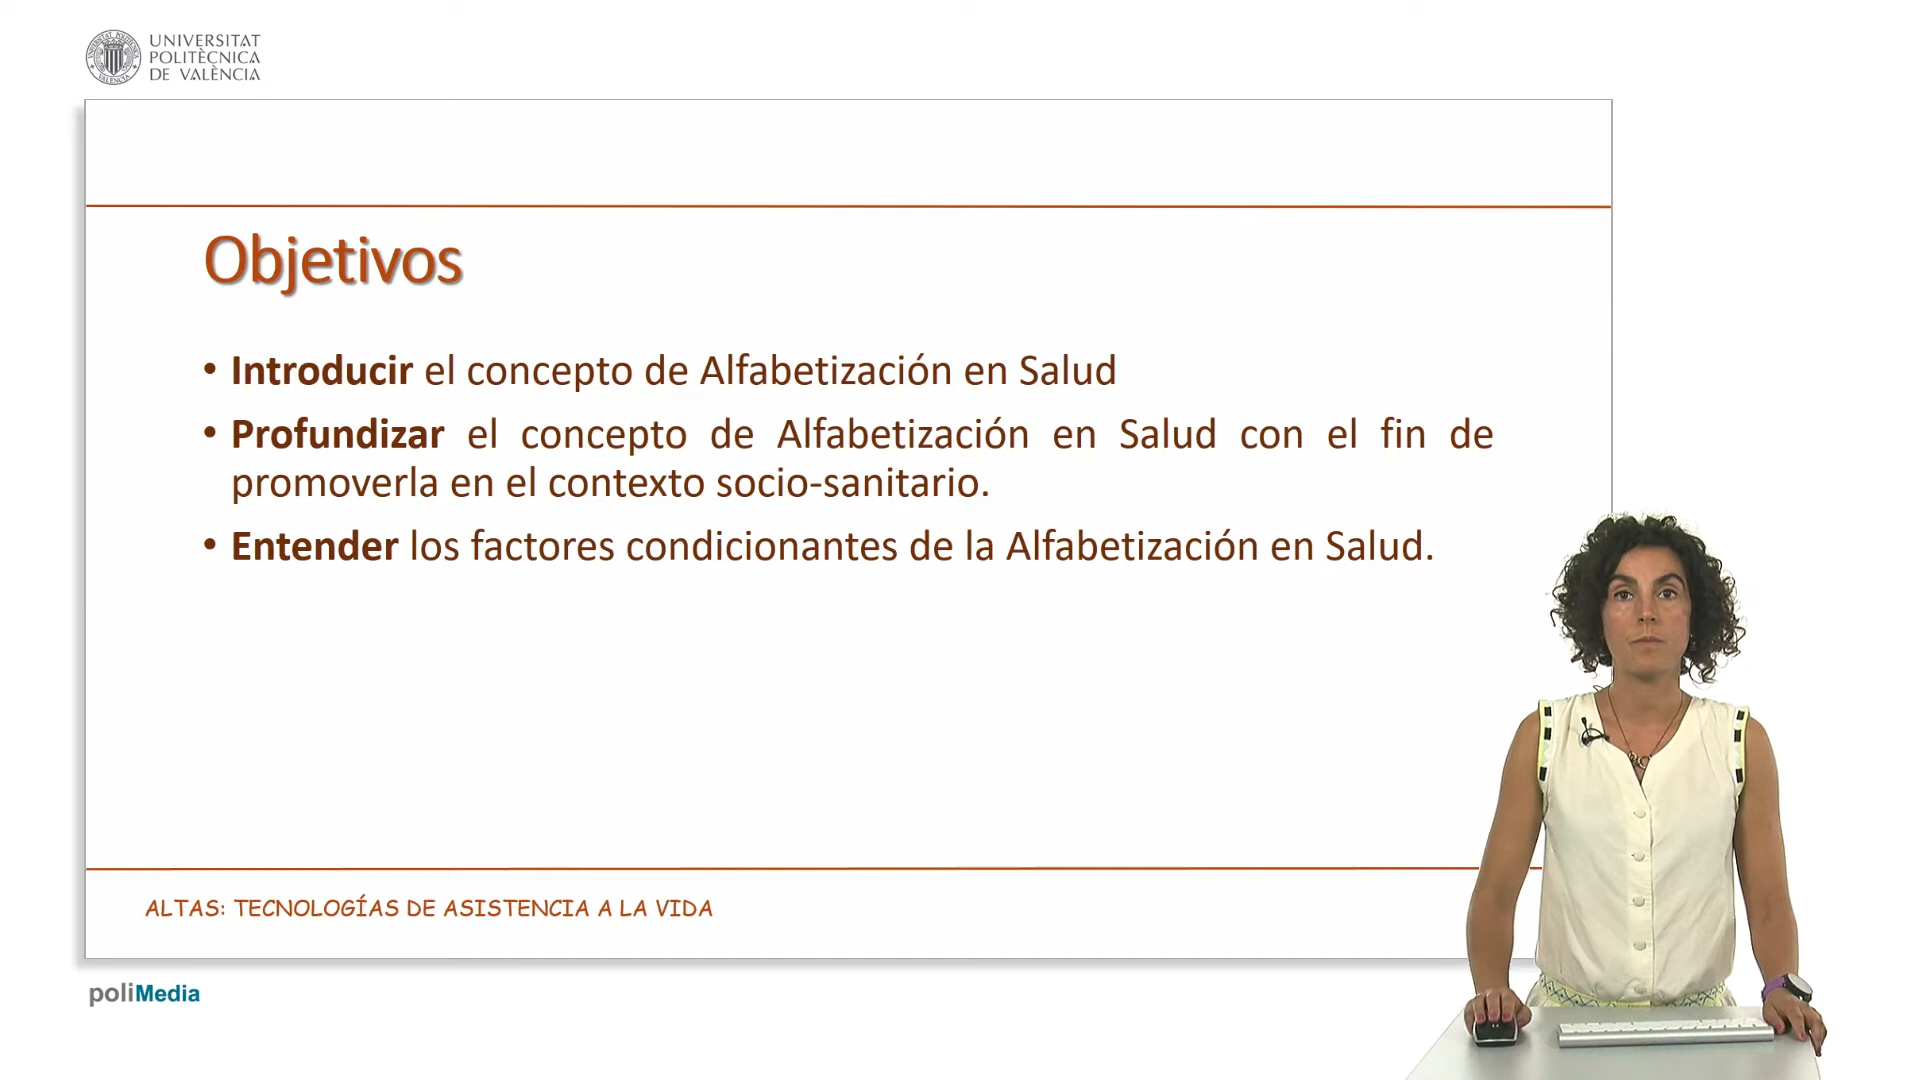 UNIVERSITAT
POLITÈCNICA
DE VALÈNCIA
Objetivos
• Introducir el concepto de Alfabetización en Salud
• Profundizar el concepto de Alfabetización en Salud con el fin de
promoverla en el contexto socio-sanitario.
• Entender los factores condicionantes de la Alfabetización en Salud.
ALTAS: TECNOLOGÍAS DE ASISTENCIA A LA VIDA
poliMedia